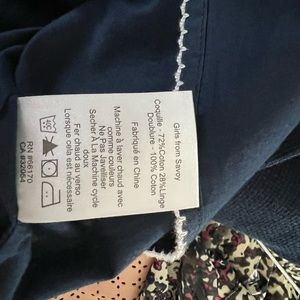 Girls from Savoy
Coquille - 72%Coton 28%Linge
Doublure - 100% Coton
Fabriqué en Chine
Machine à laver chaud avec
comme couleurs
Ne Pas Javelliser
Secher À La Machine cycle
doux
Fer chaud au verso
Lorsque cela est nécessaire
RN #66170
CA #32064